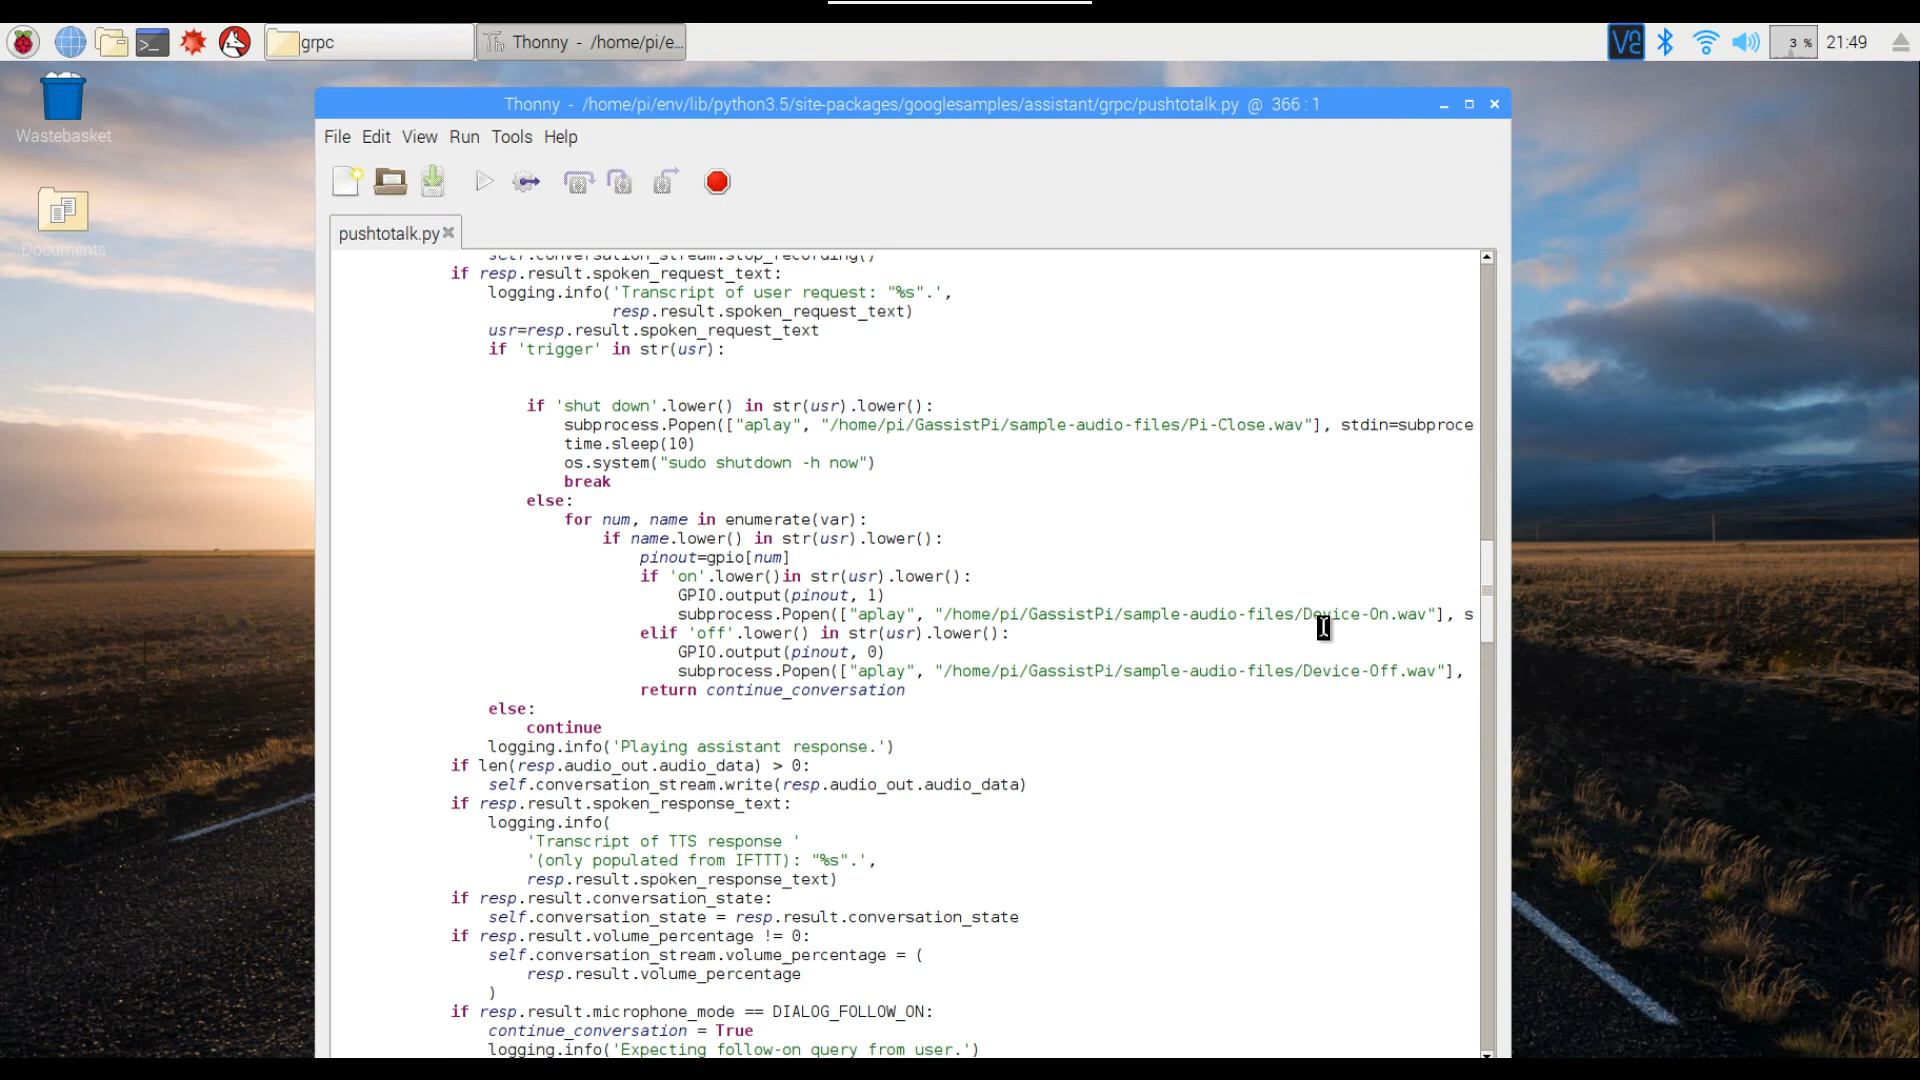 grpc
Thonny - /home/pi/e...
V2
3 %
21:49
Wastebasket
Documents
Thonny - /home/pi/env/lib/python3.5/site-packages/googlesamples/assistant/grpc/pushtotalk.py @ 366 : 1
File Edit View Run Tools Help
pushtotalk.py
self.conversation_stream.stop_recording()
if resp.result.spoken_request_text:
logging.info('Transcript of user request: "%s".',
resp.result.spoken_request_text)
usr=resp.result.spoken_request_text
if 'trigger' in str(usr):
if 'shut down'.lower() in str(usr).lower():
subprocess.Popen(["aplay", "/home/pi/GassistPi/sample-audio-files/Pi-Close.wav"], stdin=subproce
time.sleep(10)
os.system("sudo shutdown -h now")
break
else:
for num, name in enumerate(var):
if name.lower() in str(usr).lower():
pinout=gpio[num]
if 'on'.lower()in str(usr).lower():
GPIO.output(pinout, 1)
subprocess.Popen(["aplay", "/home/pi/GassistPi/sample-audio-files/Device-On.wav"], s
elif 'off'.lower() in str(usr).lower():
GPIO.output(pinout, 0)
subprocess.Popen(["aplay", "/home/pi/GassistPi/sample-audio-files/Device-Off.wav"],
return continue_conversation
else:
continue
logging.info('Playing assistant response.')
if len(resp.audio_out.audio_data) > 0:
self.conversation_stream.write(resp.audio_out.audio_data)
if resp.result.spoken_response_text:
logging.info(
'Transcript of TTS response '
'(only populated from IFTTT): "%s".',
resp.result.spoken_response_text)
if resp.result.conversation_state:
self.conversation_state = resp.result.conversation_state
if resp.result.volume_percentage != 0:
self.conversation_stream.volume_percentage = (
resp.result.volume_percentage
)
if resp.result.microphone_mode == DIALOG_FOLLOW_ON:
continue_conversation = True
logging.info('Expecting follow-on query from user.')